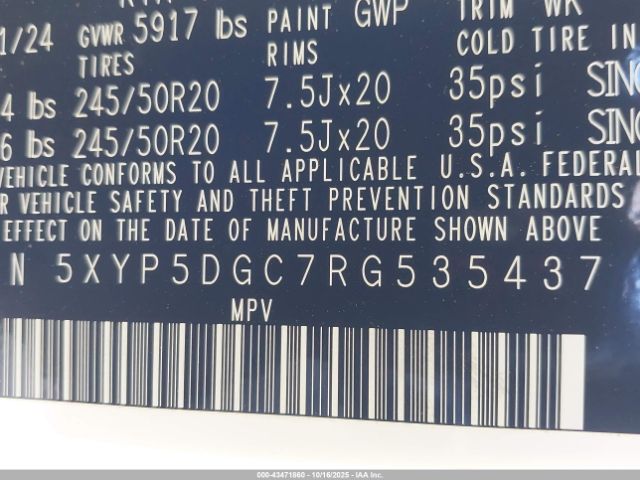 1/24 GVWR 5917 lbs PAINT GWP TRIM WK
TIRES RIMS COLD TIRE IN
4 lbs 245/50R20 7.5Jx20 35psi SING
6 lbs 245/50R20 7.5Jx20 35psi SING
VEHICLE CONFORMS TO ALL APPLICABLE U.S.A. FEDERAL
R VEHICLE SAFETY AND THEFT PREVENTION STANDARDS
EFFECT ON THE DATE OF MANUFACTURE SHOWN ABOVE
N 5XYP5DGC7RG535437
MPV
000-43471860 - 10/16/2025 - IAA Inc.